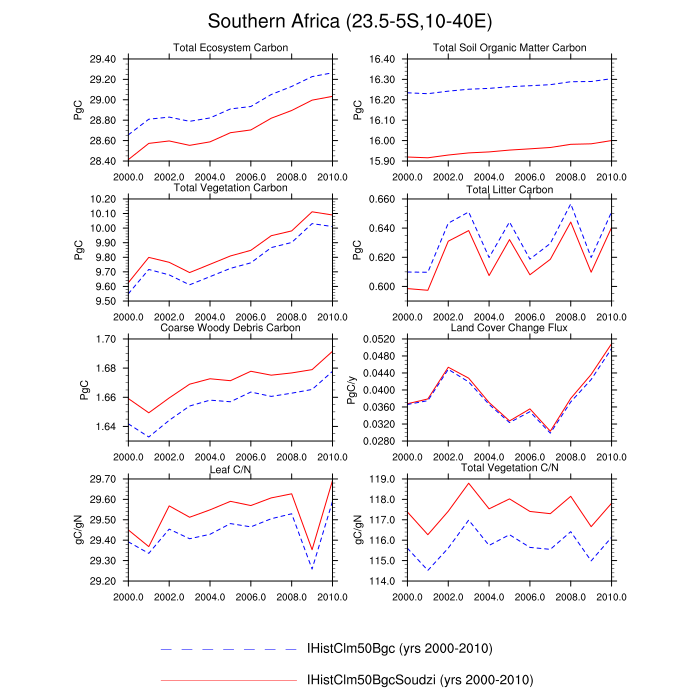 Southern Africa (23.5-5S,10-40E)
Total Ecosystem Carbon
Total Soil Organic Matter Carbon
29.40
29.20
29.00
28.80
28.60
28.40
PgC
2000.0 2002.0 2004.0 2006.0 2008.0 2010.0
16.40
16.30
16.20
16.10
16.00
15.90
PgC
2000.0 2002.0 2004.0 2006.0 2008.0 2010.0
Total Vegetation Carbon
Total Litter Carbon
10.20
10.10
10.00
9.90
9.80
9.70
9.60
9.50
PgC
2000.0 2002.0 2004.0 2006.0 2008.0 2010.0
0.660
0.640
0.620
0.600
PgC
2000.0 2002.0 2004.0 2006.0 2008.0 2010.0
Coarse Woody Debris Carbon
Land Cover Change Flux
1.70
1.68
1.66
1.64
PgC
2000.0 2002.0 2004.0 2006.0 2008.0 2010.0
0.0520
0.0480
0.0440
0.0400
0.0360
0.0320
0.0280
PgC/y
2000.0 2002.0 2004.0 2006.0 2008.0 2010.0
Leaf C/N
Total Vegetation C/N
29.70
29.60
29.50
29.40
29.30
29.20
gC/gN
2000.0 2002.0 2004.0 2006.0 2008.0 2010.0
119.0
118.0
117.0
116.0
115.0
114.0
gC/gN
2000.0 2002.0 2004.0 2006.0 2008.0 2010.0
IHistClm50Bgc (yrs 2000-2010)
IHistClm50BgcSoudzi (yrs 2000-2010)